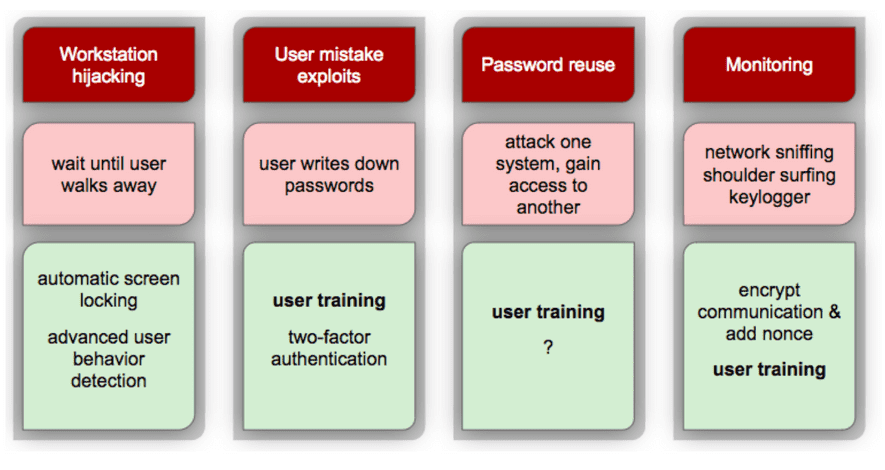 Workstation
hijacking
wait until user
walks away
automatic screen
locking
advanced user
behavior
detection
User mistake
exploits
user writes down
passwords
user training
two-factor
authentication
Password reuse
attack one
system, gain
access to
another
user training
?
Monitoring
network sniffing
shoulder surfing
keylogger
encrypt
communication &
add nonce
user training